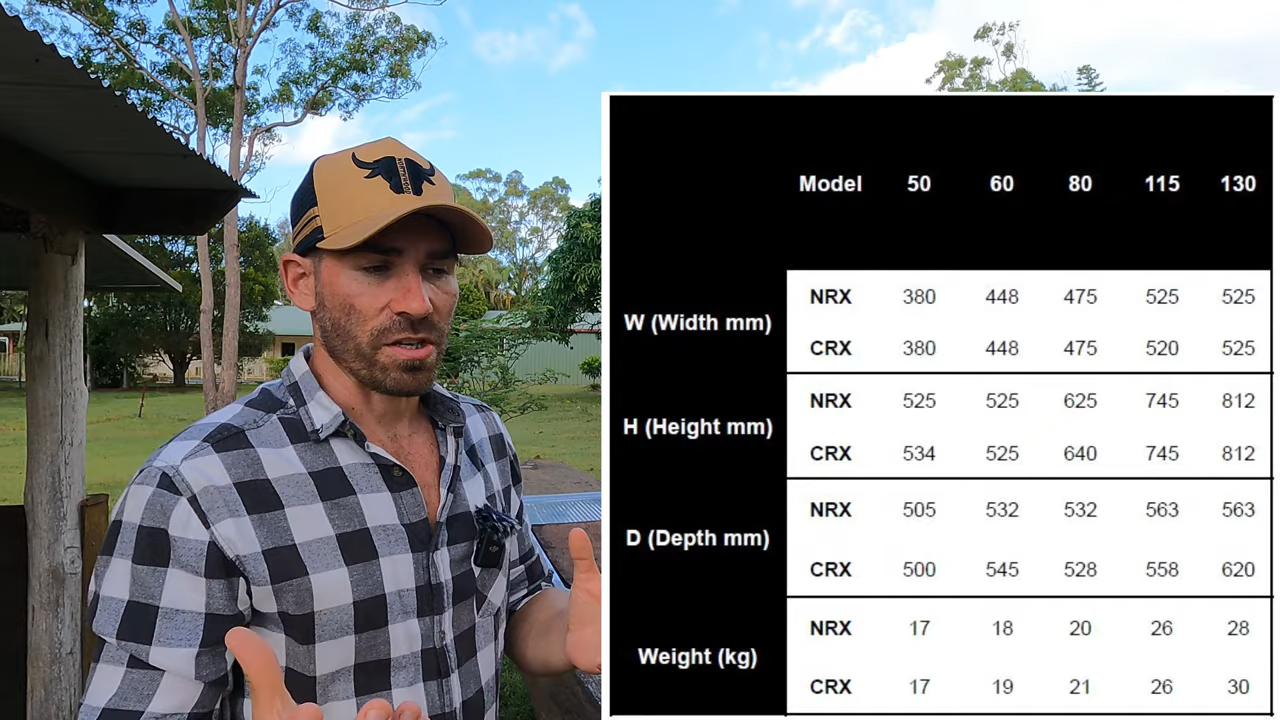 Model 50 60 80 115 130
W (Width mm)
NRX 380 448 475 525 525
CRX 380 448 475 520 525
H (Height mm)
NRX 525 525 625 745 812
CRX 534 525 640 745 812
D (Depth mm)
NRX 505 532 532 563 563
CRX 500 545 528 558 620
Weight (kg)
NRX 17 18 20 26 28
CRX 17 19 21 26 30